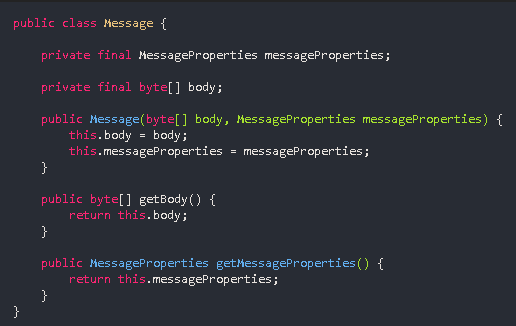 public class Message {
private final MessageProperties messageProperties;
private final byte[] body;
public Message(byte[] body, MessageProperties messageProperties) {
this.body = body;
this.messageProperties = messageProperties;
}
public byte[] getBody() {
return this.body;
}
public MessageProperties getMessageProperties() {
return this.messageProperties;
}
}